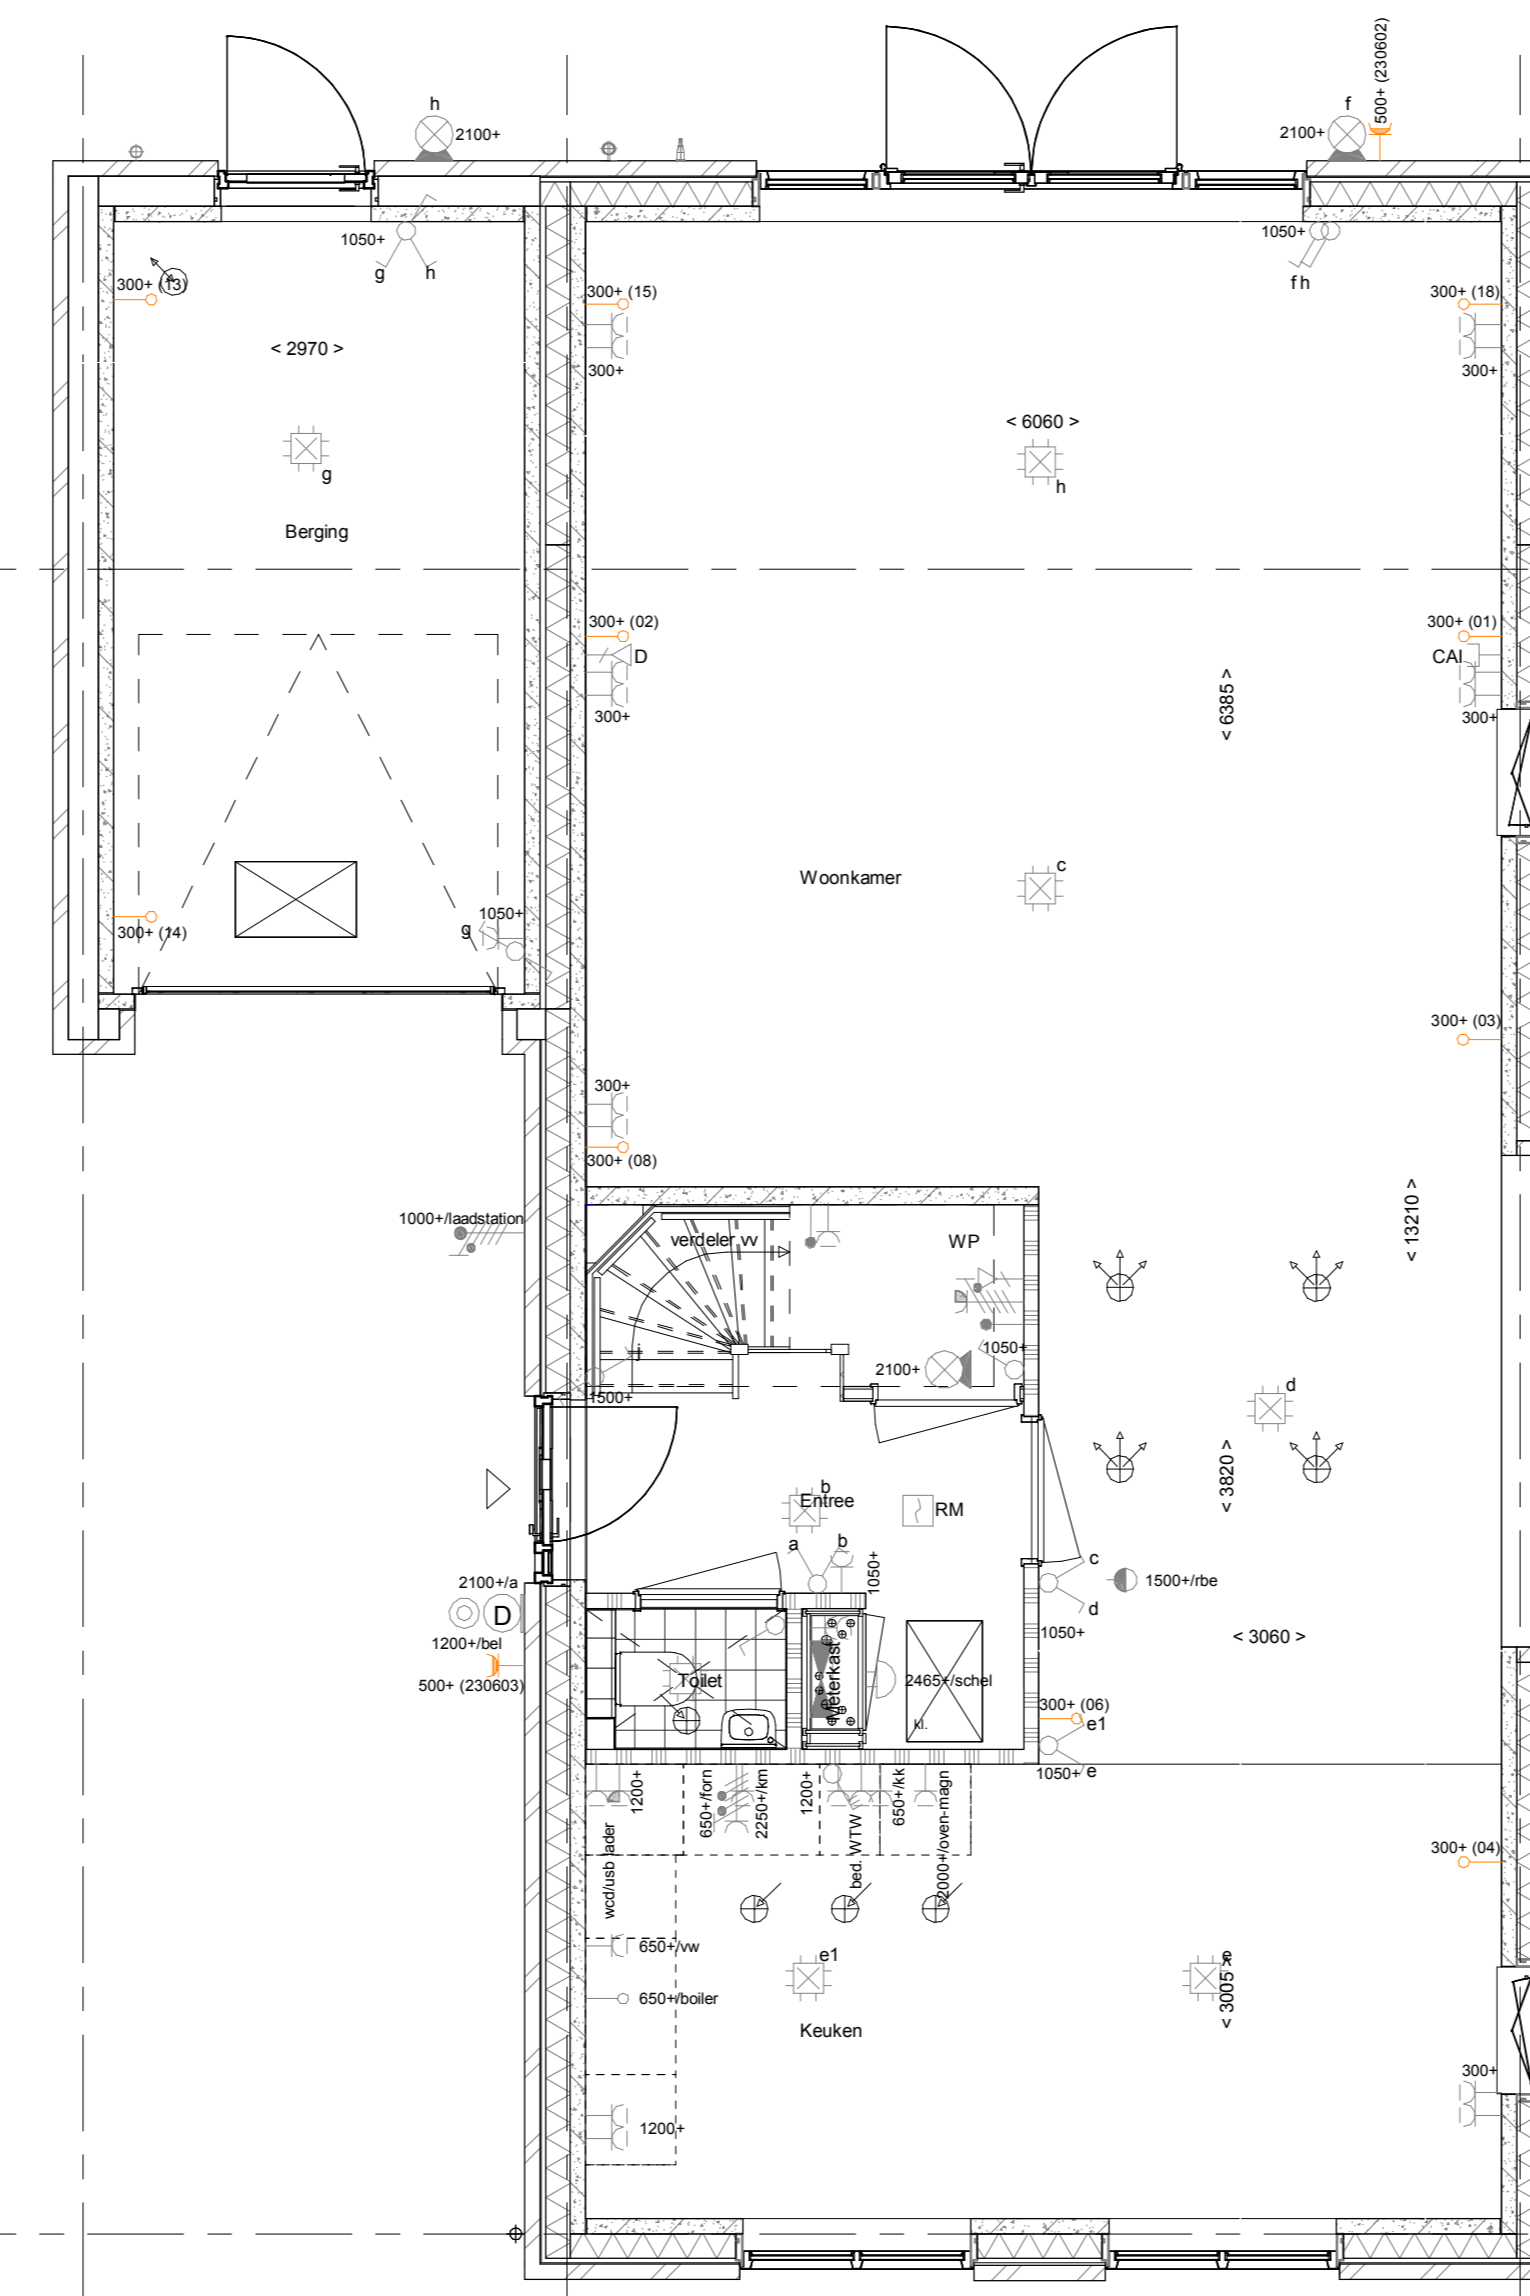 500+ (230602)
h
2100+
f
2100+
1050+
g
h
1050+
f h
300+ (13)
300+ (15)
300+ (18)
< 2970 >
300+
300+
< 6060 >
g
h
Berging
300+ (02)
300+ (01)
D
CAI
< 6385 >
300+
300+
c
Woonkamer
1050+
g
300+ (14)
300+ (03)
300+
300+ (08)
1000+/laadstation
< 13210 >
verdeler vv
WP
j
1050+
2100+
1500+
d
< 3820 >
b
Entree
RM
a
b
1050+
c
1500+/rbe
d
2100+/a
D
1200+/bel
1050+
< 3060 >
500+ (230603)
Toilet
Meterkast
2465+/schel
kl.
300+ (06)
e1
1050+
e
1200+
650+/forn
2250+/km
1200+
650+/kk
2000+/oven-magn
bed. WTW
wcd/usb lader
300+ (04)
650+/vw
e1
e
650+/boiler
< 3005 >
Keuken
300+
1200+